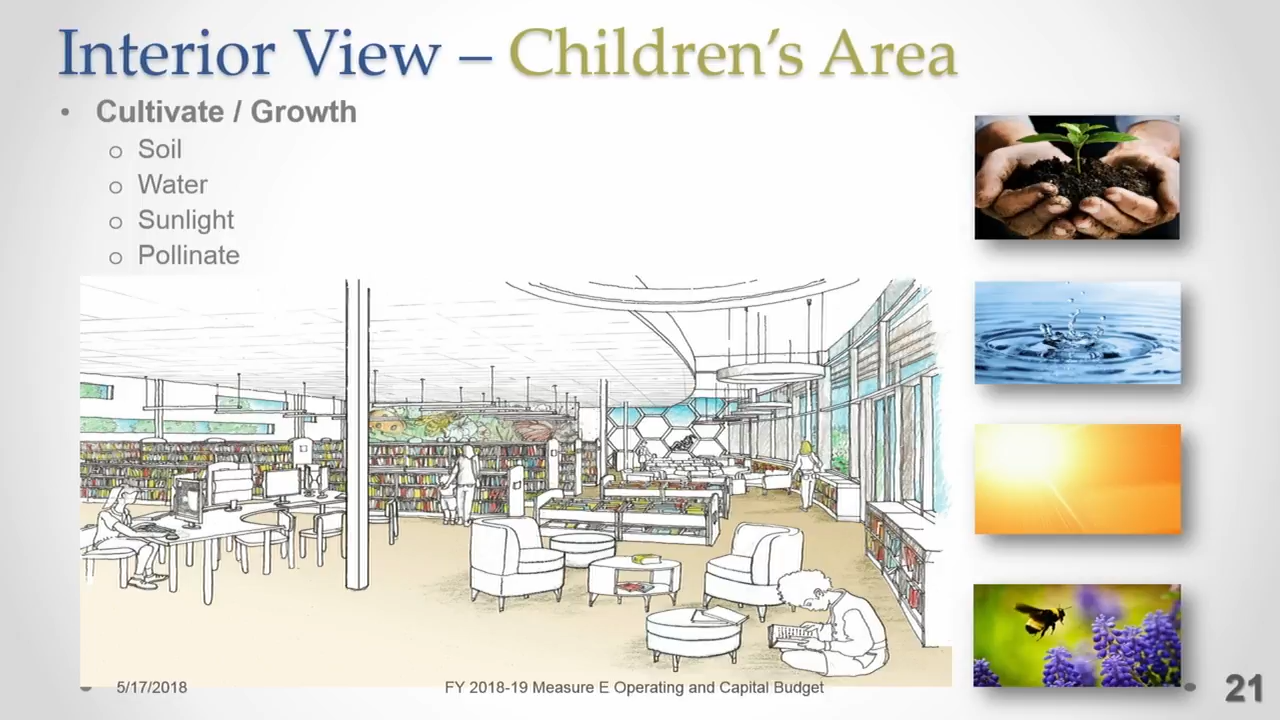 Interior View – Children's Area
• Cultivate / Growth
o Soil
o Water
o Sunlight
o Pollinate
5/17/2018
FY 2018-19 Measure E Operating and Capital Budget
21